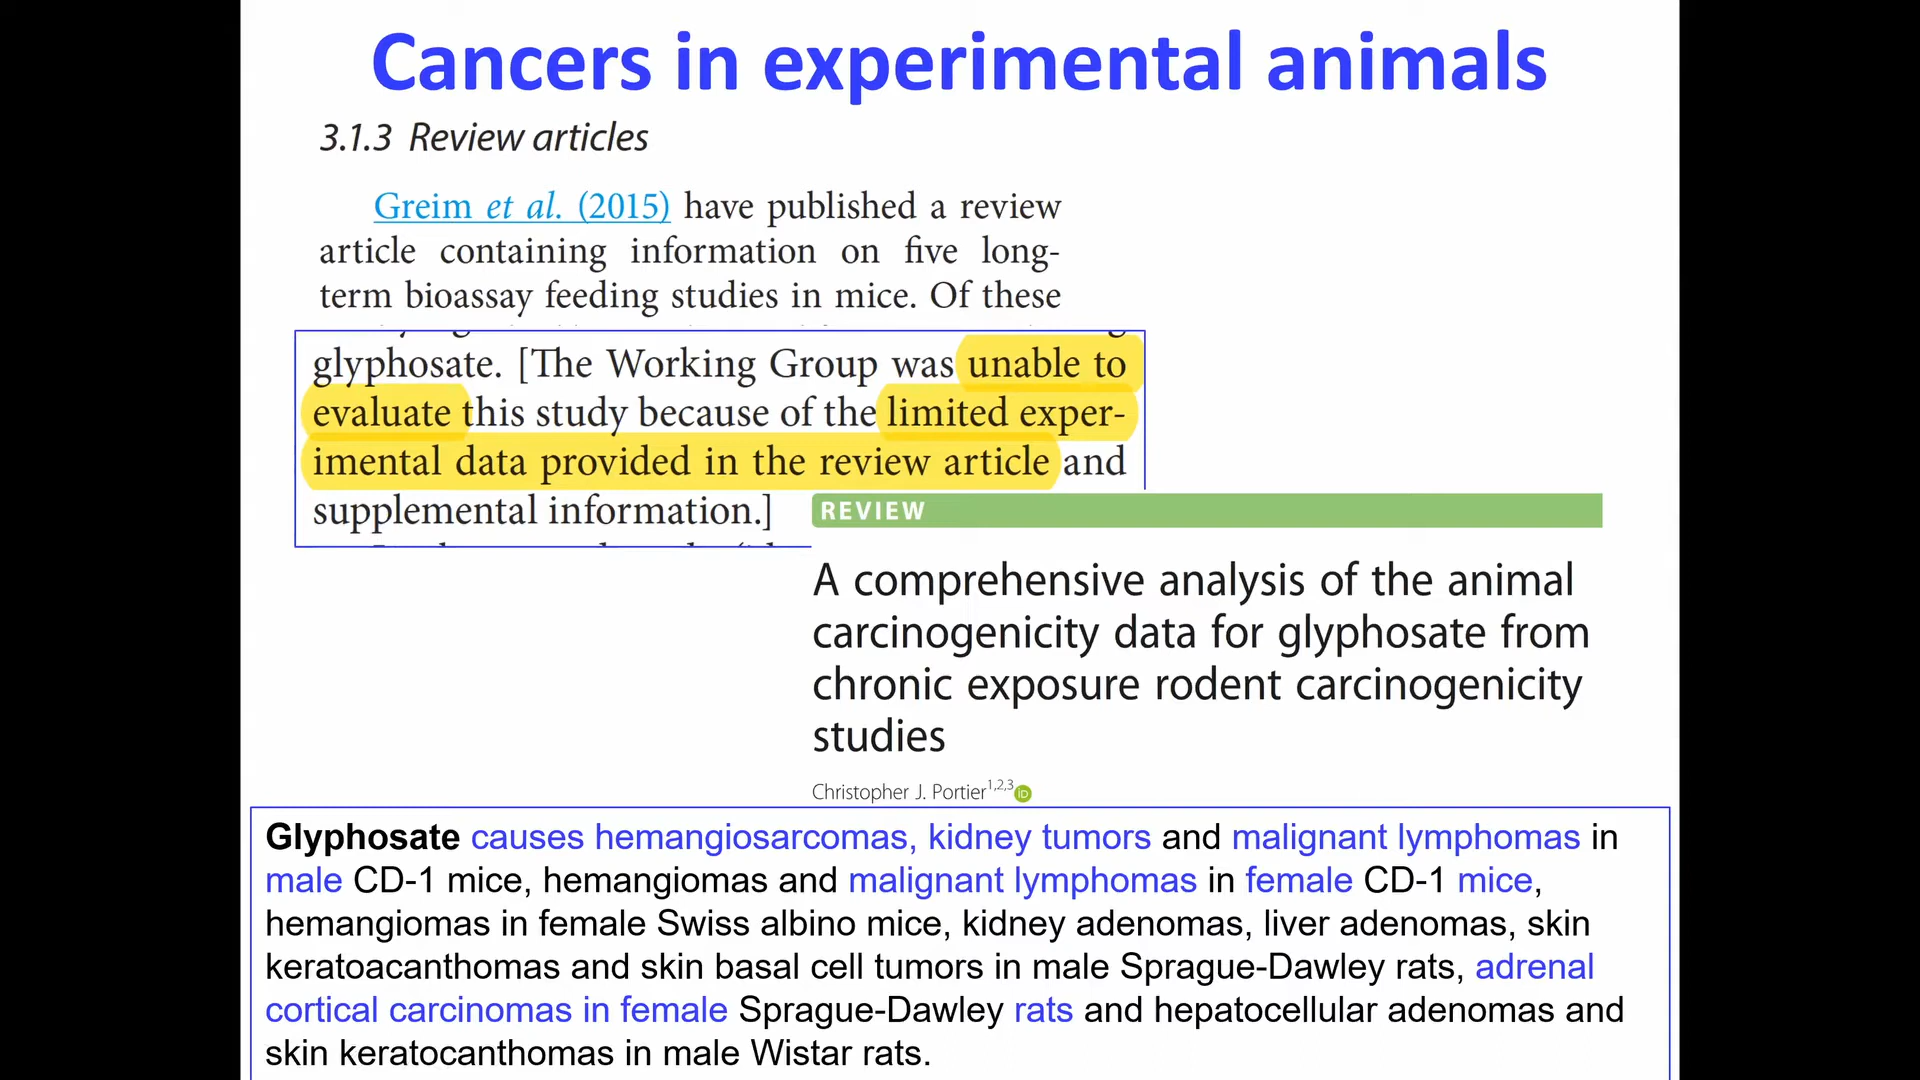 Cancers in experimental animals
3.1.3 Review articles
Greim et al. (2015) have published a review
article containing information on five long-
term bioassay feeding studies in mice. Of these
glyphosate. [The Working Group was unable to
evaluate this study because of the limited exper-
imental data provided in the review article and
supplemental information.]
REVIEW
A comprehensive analysis of the animal
carcinogenicity data for glyphosate from
chronic exposure rodent carcinogenicity
studies
Christopher J. Portier1,2,3
iD
Glyphosate causes hemangiosarcomas, kidney tumors and malignant lymphomas in
male CD-1 mice, hemangiomas and malignant lymphomas in female CD-1 mice,
hemangiomas in female Swiss albino mice, kidney adenomas, liver adenomas, skin
keratoacanthomas and skin basal cell tumors in male Sprague-Dawley rats, adrenal
cortical carcinomas in female Sprague-Dawley rats and hepatocellular adenomas and
skin keratocanthomas in male Wistar rats.